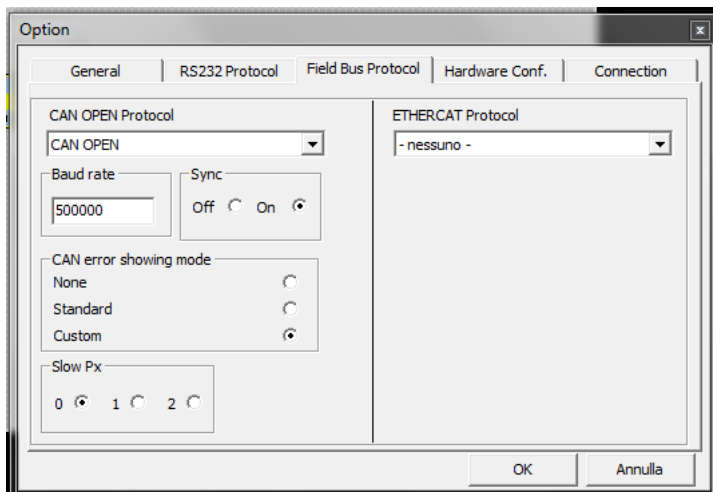 Option
General
RS232 Protocol
Field Bus Protocol
Hardware Conf.
Connection
CAN OPEN Protocol
CAN OPEN
Baud rate
500000
Sync
Off On
CAN error showing mode
None
Standard
Custom
Slow Px
0 1 2
ETHERCAT Protocol
- nessuno -
OK
Annulla